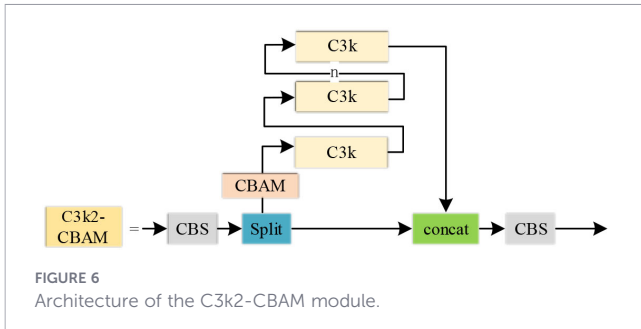 C3k
n
C3k
C3k
CBAM
C3k2-
CBAM
=
CBS
Split
concat
CBS
FIGURE 6
Architecture of the C3k2-CBAM module.